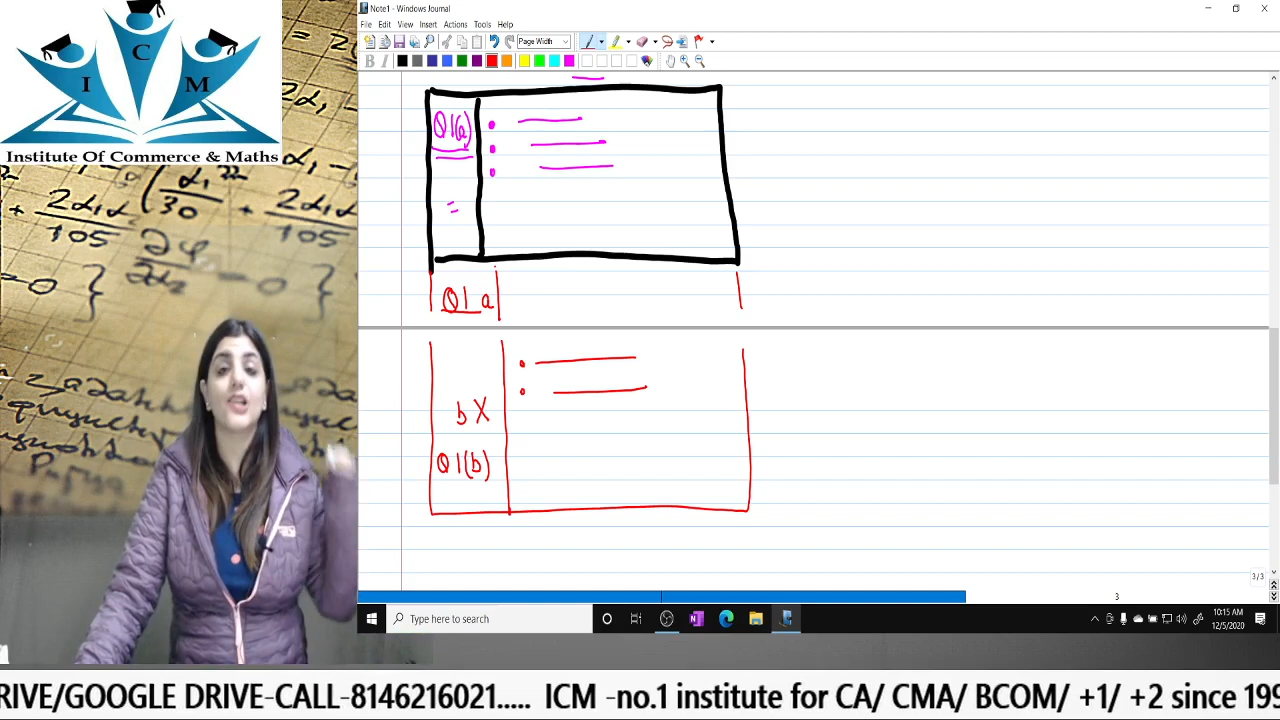 I
C
M
Institute Of Commerce & Maths
Note1 - Windows Journal
File Edit View Insert Actions Tools Help
Page Width
B I
Q1(a)
Q1 a
b X
Q1(b)
3/3
3
Type here to search
10:15 AM
12/5/2020
RIVE/GOOGLE DRIVE-CALL-8146216021..... ICM -no.1 institute for CA/ CMA/ BCOM/ +1/ +2 since 199